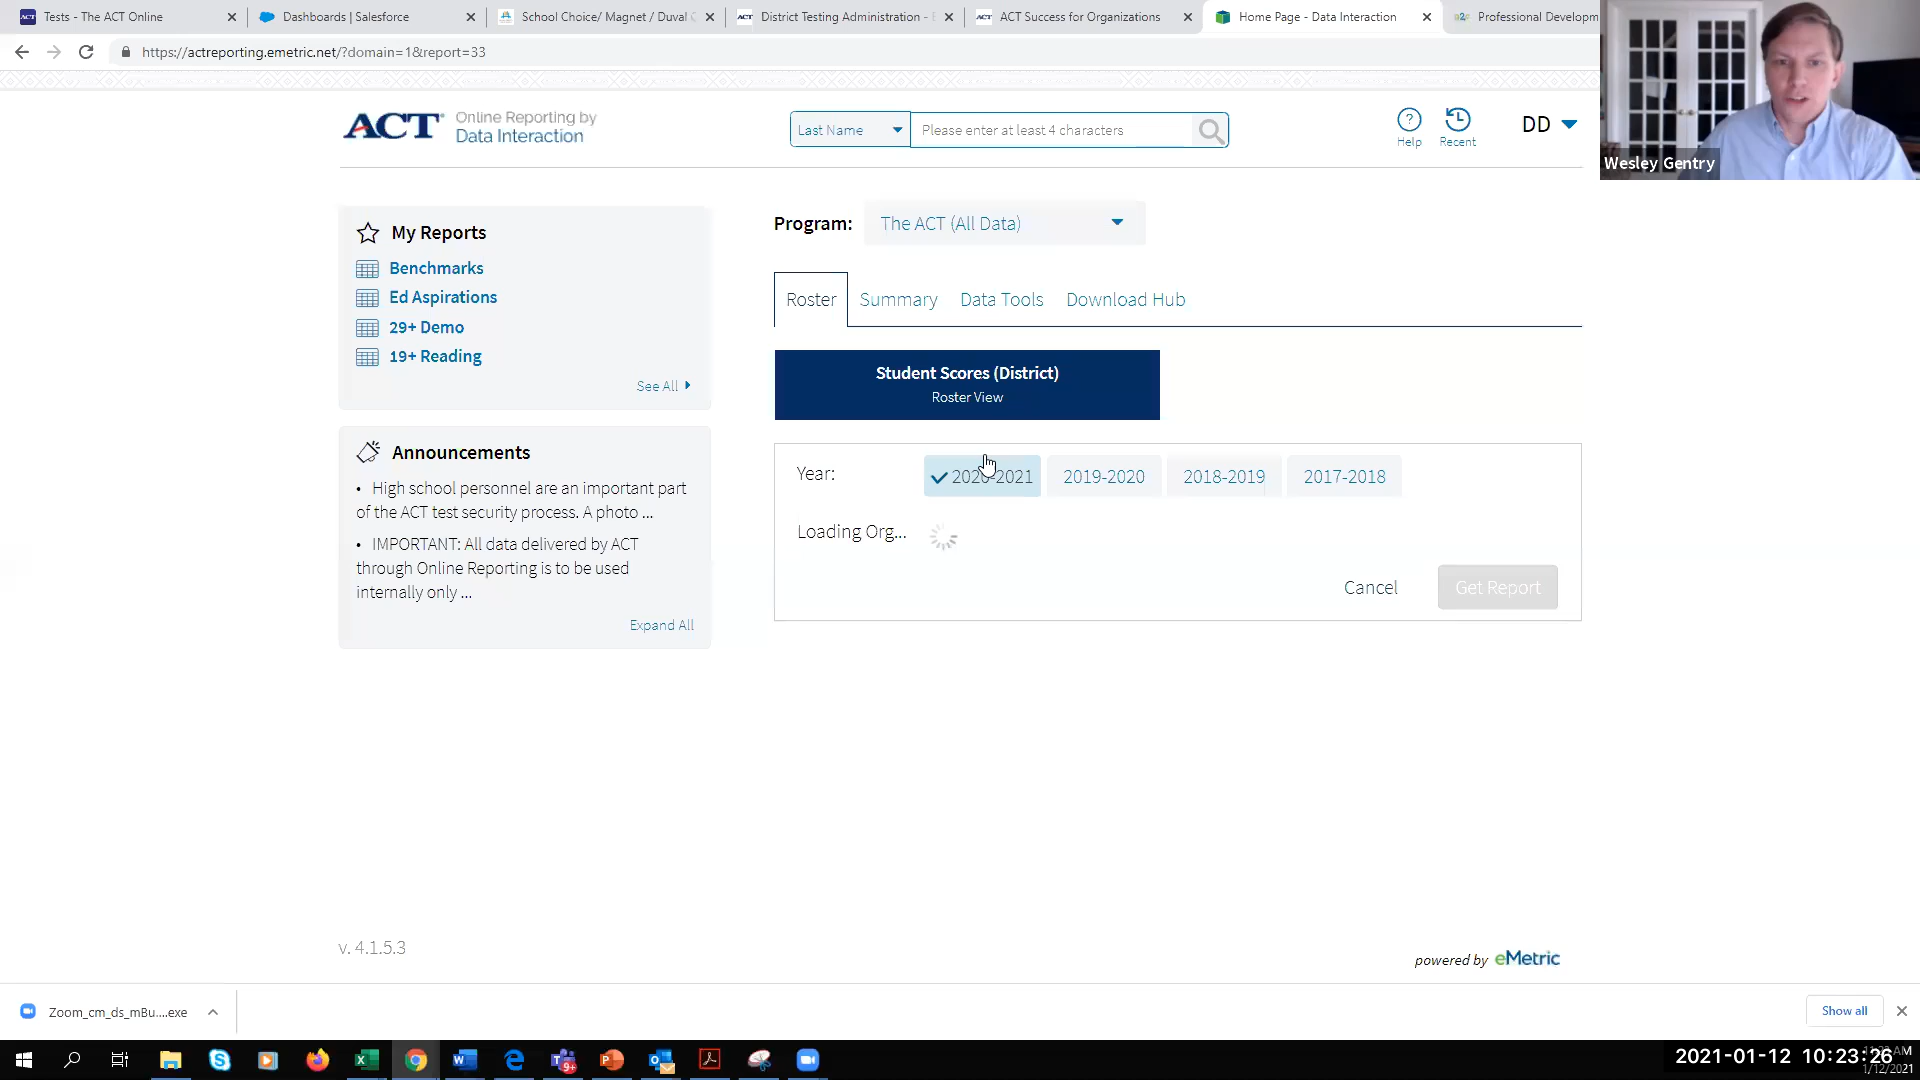 Tests - The ACT Online
Dashboards | Salesforce
School Choice/ Magnet / Duval
District Testing Administration -
ACT Success for Organizations
Home Page - Data Interaction
Professional Developm
https://actreporting.emetric.net/?domain=1&report=33
Wesley Gentry
ACT
Online Reporting by
Data Interaction
Last Name
Please enter at least 4 characters
Help
Recent
DD
My Reports
Benchmarks
Ed Aspirations
29+ Demo
19+ Reading
See All
Announcements
• High school personnel are an important part
of the ACT test security process. A photo ...
• IMPORTANT: All data delivered by ACT
through Online Reporting is to be used
internally only ...
Expand All
Program:
The ACT (All Data)
Roster
Summary
Data Tools
Download Hub
Student Scores (District)
Roster View
Year:
2020-2021
2019-2020
2018-2019
2017-2018
Loading Org...
Cancel
Get Report
v. 4.1.5.3
powered by eMetric
Zoom_cm_ds_mBu....exe
Show all
2021-01-12 10:23:26
1/12/2021